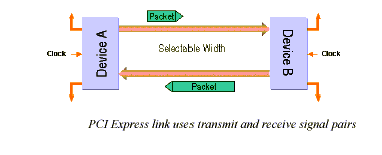 Packet
Device A
Clock
Selectable Width
Device B
Clock
Packet
PCI Express link uses transmit and receive signal pairs